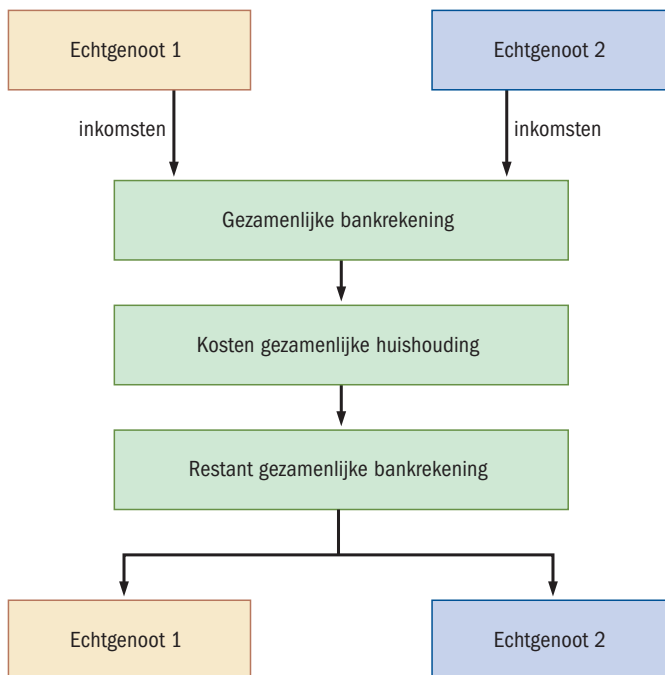 Echtgenoot 1
Echtgenoot 2
inkomsten
inkomsten
Gezamenlijke bankrekening
Kosten gezamenlijke huishouding
Restant gezamenlijke bankrekening
Echtgenoot 1
Echtgenoot 2